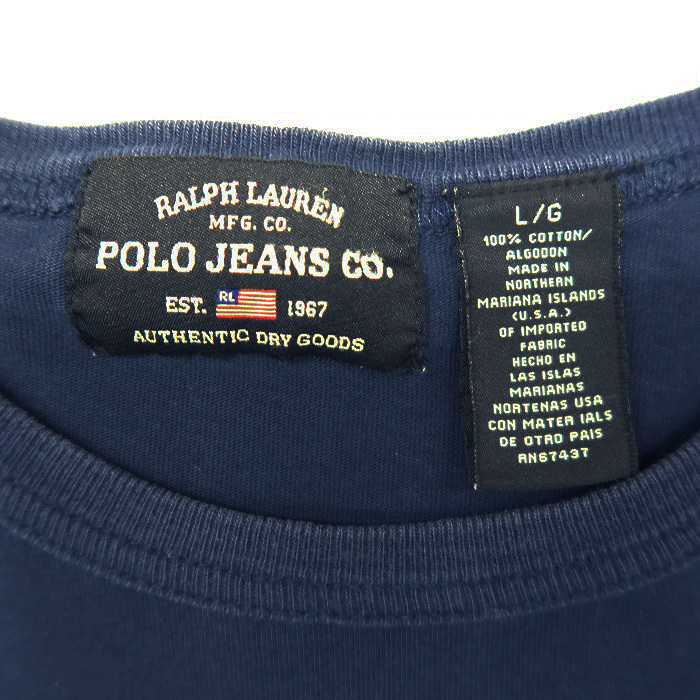 RALPH LAUREN
MFG. CO.
POLO JEANS CO.
EST. RL 1967
AUTHENTIC DRY GOODS
L/G
100% COTTON/
ALGODON
MADE IN
NORTHERN
MARIANA ISLANDS
(U.S.A.)
OF IMPORTED
FABRIC
HECHO EN
LAS ISLAS
MARIANAS
NORTENAS USA
CON MATER IALS
DE OTRO PAIS
RN67437